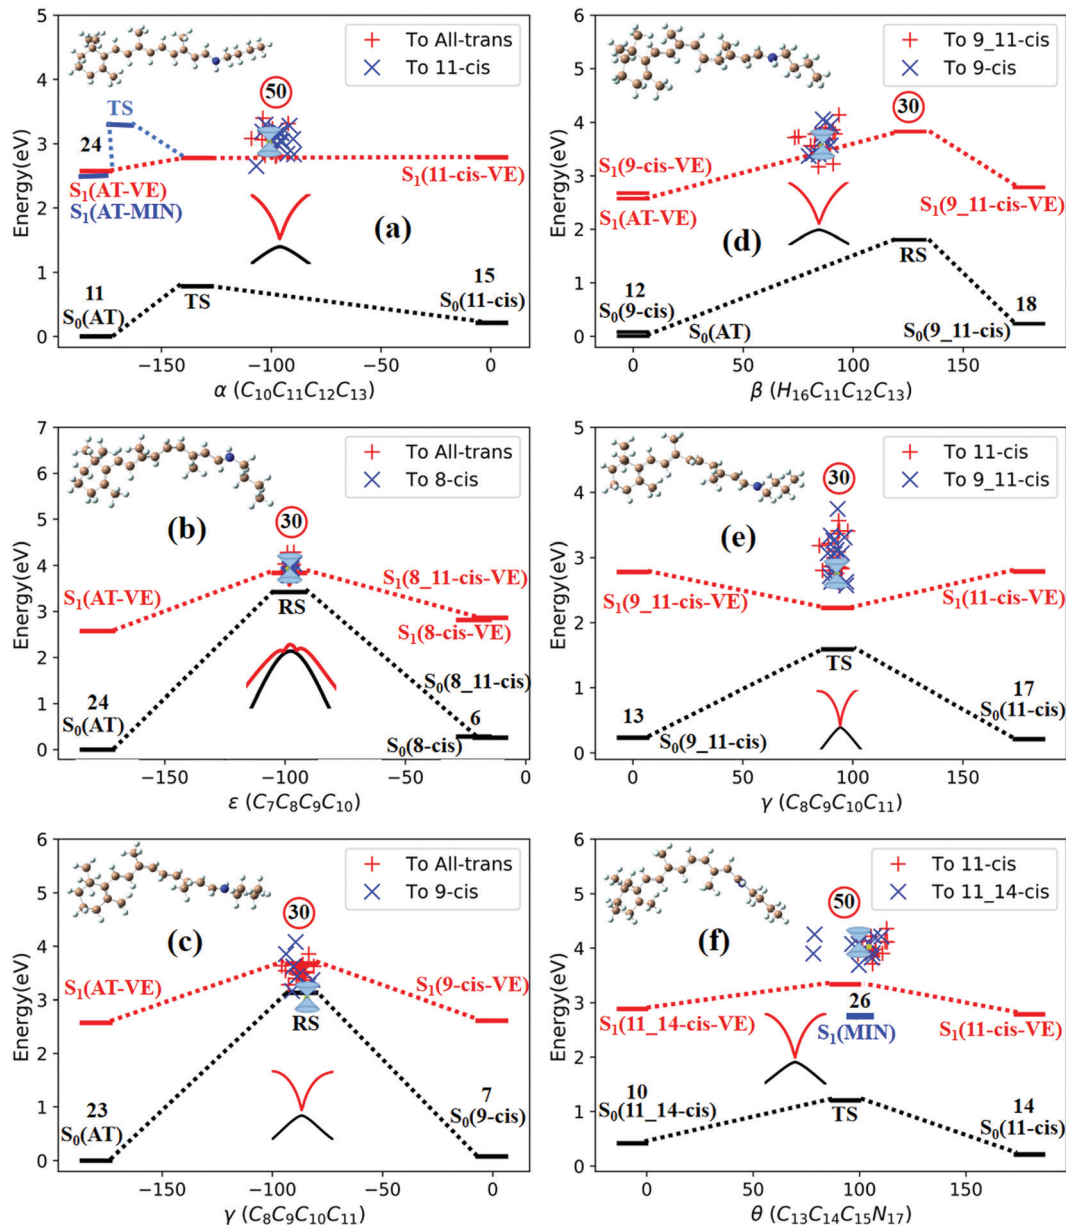 5
4
3
2
1
0
Energy(eV)
To All-trans
To 11-cis
50
TS
24
S₁(AT-VE)
S₁(AT-MIN)
S₁(11-cis-VE)
(a)
11
S₀(AT)
TS
15
S₀(11-cis)
−150
−100
−50
0
α (C₁₀C₁₁C₁₂C₁₃)
6
5
4
3
2
1
0
Energy(eV)
To 9_11-cis
To 9-cis
30
S₁(9-cis-VE)
S₁(AT-VE)
S₁(9_11-cis-VE)
(d)
RS
12
S₀(9-cis)
S₀(AT)
18
S₀(9_11-cis)
0
50
100
150
β (H₁₆C₁₁C₁₂C₁₃)
7
6
5
4
3
2
1
0
Energy(eV)
To All-trans
To 8-cis
(b)
30
S₁(AT-VE)
S₁(8_11-cis-VE)
S₁(8-cis-VE)
RS
24
S₀(AT)
S₀(8_11-cis)
6
S₀(8-cis)
−150
−100
−50
0
ε (C₇C₈C₉C₁₀)
5
4
3
2
1
0
Energy(eV)
To 11-cis
To 9_11-cis
30
(e)
S₁(9_11-cis-VE)
S₁(11-cis-VE)
TS
13
S₀(9_11-cis)
17
S₀(11-cis)
0
50
100
150
γ (C₈C₉C₁₀C₁₁)
6
5
4
3
2
1
0
Energy(eV)
To All-trans
To 9-cis
30
(c)
S₁(AT-VE)
S₁(9-cis-VE)
RS
23
S₀(AT)
7
S₀(9-cis)
−150
−100
−50
0
γ (C₈C₉C₁₀C₁₁)
6
5
4
3
2
1
0
Energy(eV)
To 11-cis
To 11_14-cis
50
(f)
S₁(11_14-cis-VE)
26
S₁(MIN)
S₁(11-cis-VE)
10
S₀(11_14-cis)
TS
14
S₀(11-cis)
0
50
100
150
θ (C₁₃C₁₄C₁₅N₁₇)